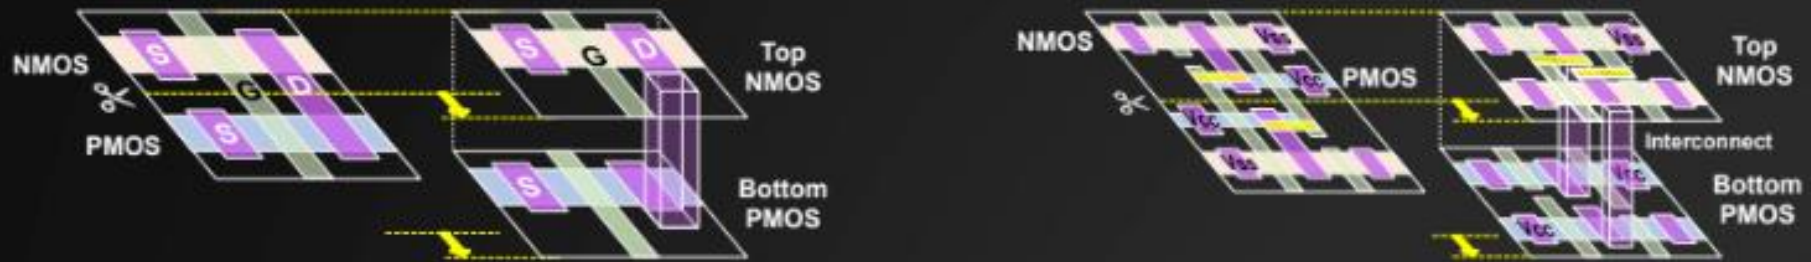 NMOS
S
G
D
PMOS
S
S
G
D
Top
NMOS
S
Bottom
PMOS
NMOS
Vss
Vcc
PMOS
Vcc
Vss
Vss
Top
NMOS
Interconnect
Vcc
Vcc
Bottom
PMOS